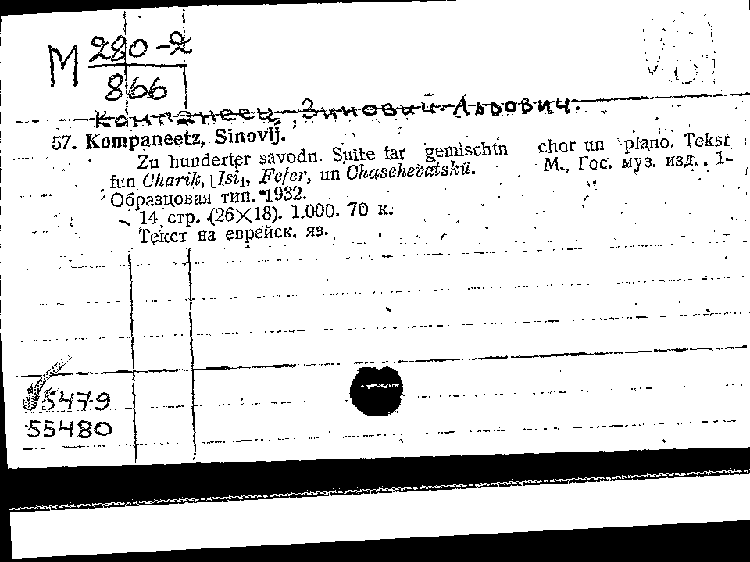 М 280-2
866
Компанеец, Зиновий Львович.
57. Kompaneetz, Sinovij.
Zu hunderter savodn. Suite far gemischtn chor un piano. Tekst
fun Charik, Isi, Fefer, un M., Гос. муз. изд., 1-
Образцовая тип. 1932.
14 стр. (26×18). 1.000. 70 к.
Текст на еврейск. яз.
55479
55480